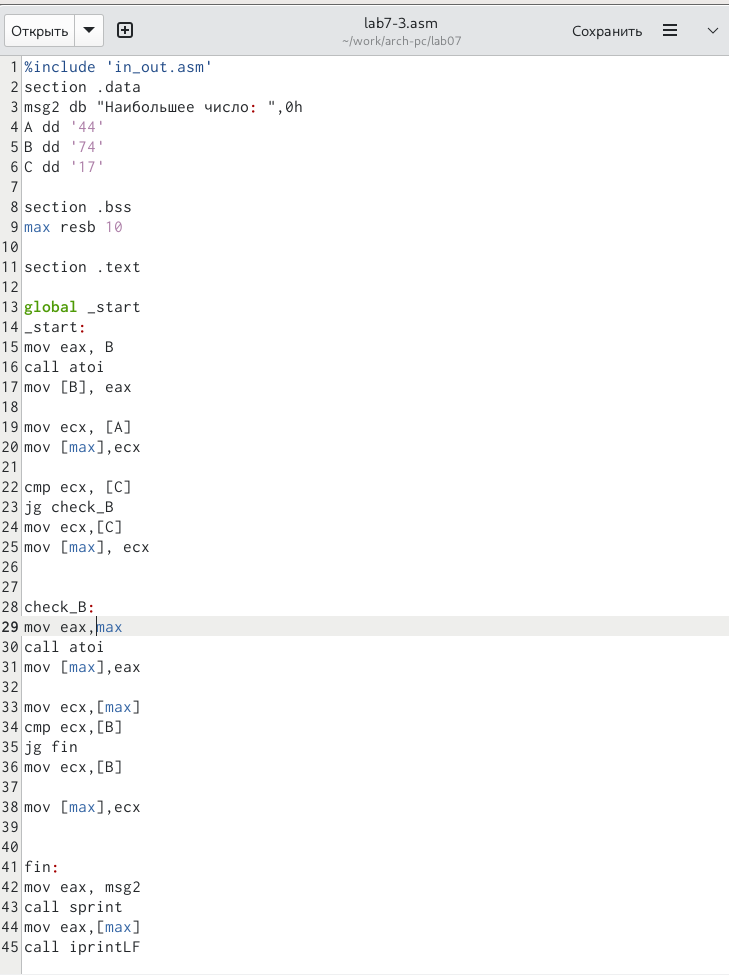 Открыть
lab7-3.asm
~/work/arch-pc/lab07
Сохранить
1 %include 'in_out.asm'
2 section .data
3 msg2 db "Наибольшее число: ",0h
4 A dd '44'
5 B dd '74'
6 C dd '17'
7
8 section .bss
9 max resb 10
10
11 section .text
12
13 global _start
14 _start:
15 mov eax, B
16 call atoi
17 mov [B], eax
18
19 mov ecx, [A]
20 mov [max],ecx
21
22 cmp ecx, [C]
23 jg check_B
24 mov ecx,[C]
25 mov [max], ecx
26
27
28 check_B:
29 mov eax,max
30 call atoi
31 mov [max],eax
32
33 mov ecx,[max]
34 cmp ecx,[B]
35 jg fin
36 mov ecx,[B]
37
38 mov [max],ecx
39
40
41 fin:
42 mov eax, msg2
43 call sprint
44 mov eax,[max]
45 call iprintLF